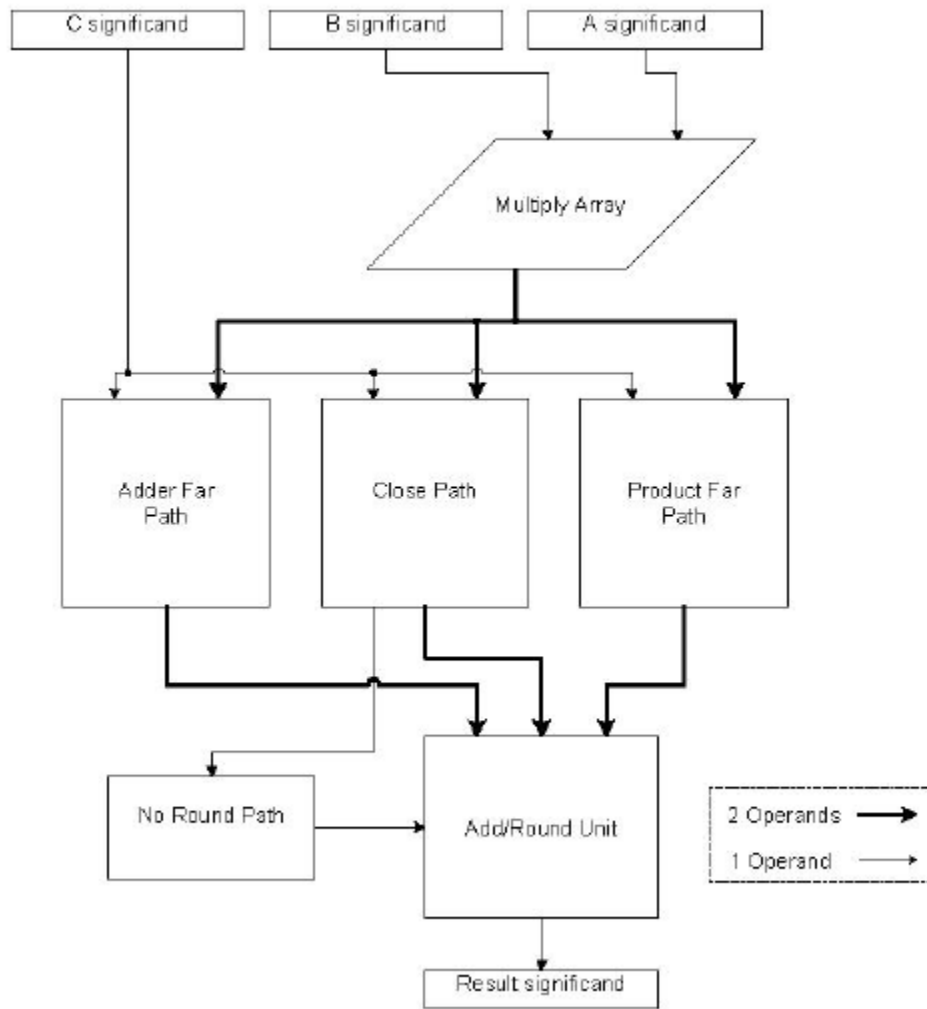 C significand
B significand
A significand
Multiply Array
Adder Far
Path
Close Path
Product Far
Path
No Round Path
Add/Round Unit
2 Operands
1 Operand
Result significand